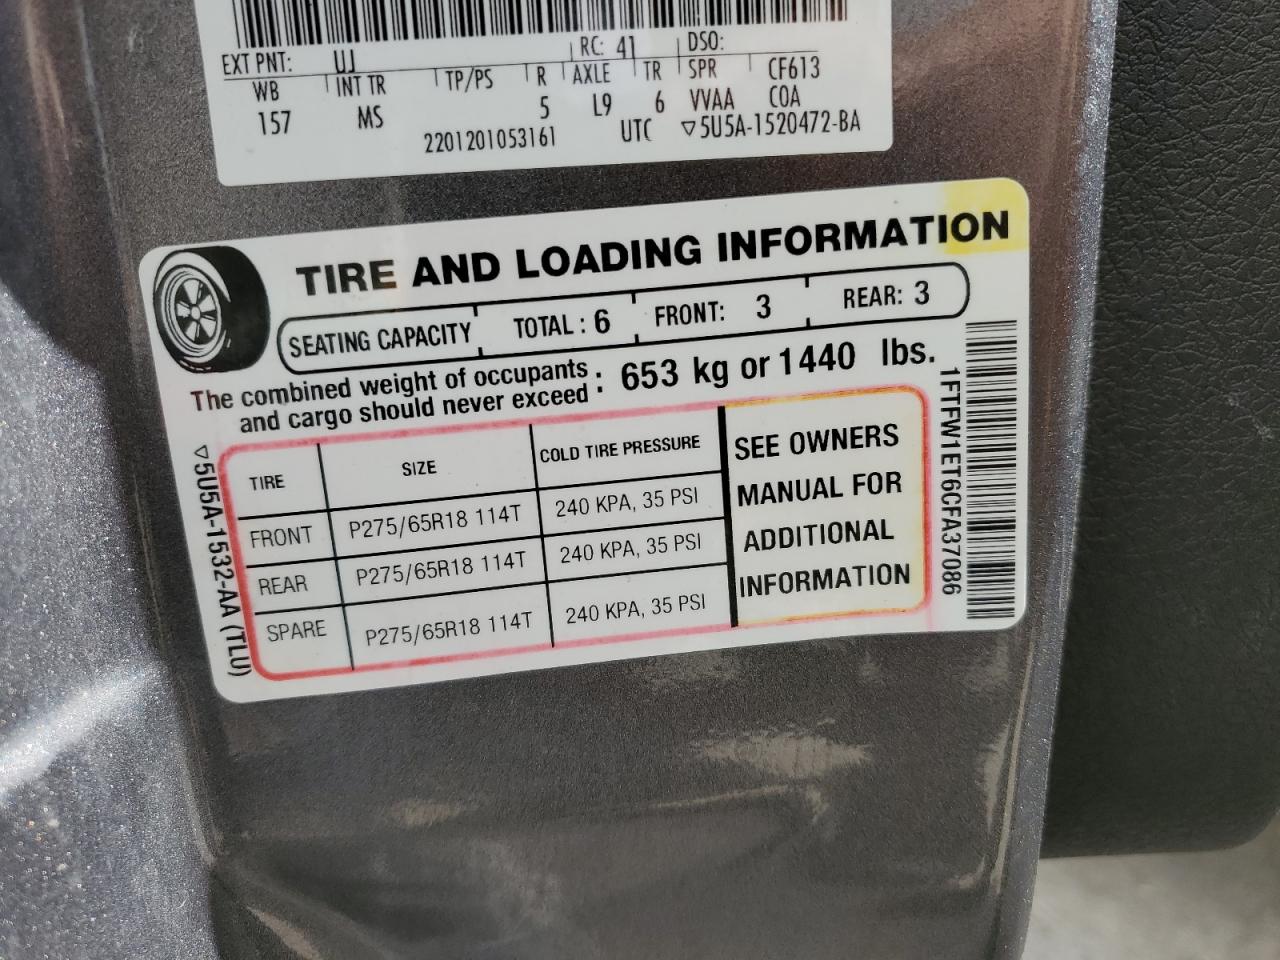 EXT PNT: UJ RC: 41 DSO:
WB INT TR TP/PS R AXLE TR SPR CF613
157 MS 5 L9 6 VVAA COA
2201201053161 UTC ▽5U5A-1520472-BA
TIRE AND LOADING INFORMATION
SEATING CAPACITY TOTAL : 6 FRONT: 3 REAR: 3
The combined weight of occupants
and cargo should never exceed : 653 kg or 1440 lbs.
TIRE SIZE COLD TIRE PRESSURE
FRONT P275/65R18 114T 240 KPA, 35 PSI
REAR P275/65R18 114T 240 KPA, 35 PSI
SPARE P275/65R18 114T 240 KPA, 35 PSI
SEE OWNERS
MANUAL FOR
ADDITIONAL
INFORMATION
▽5U5A-1532-AA (TLU)
1FTFW1ET6CFA37086